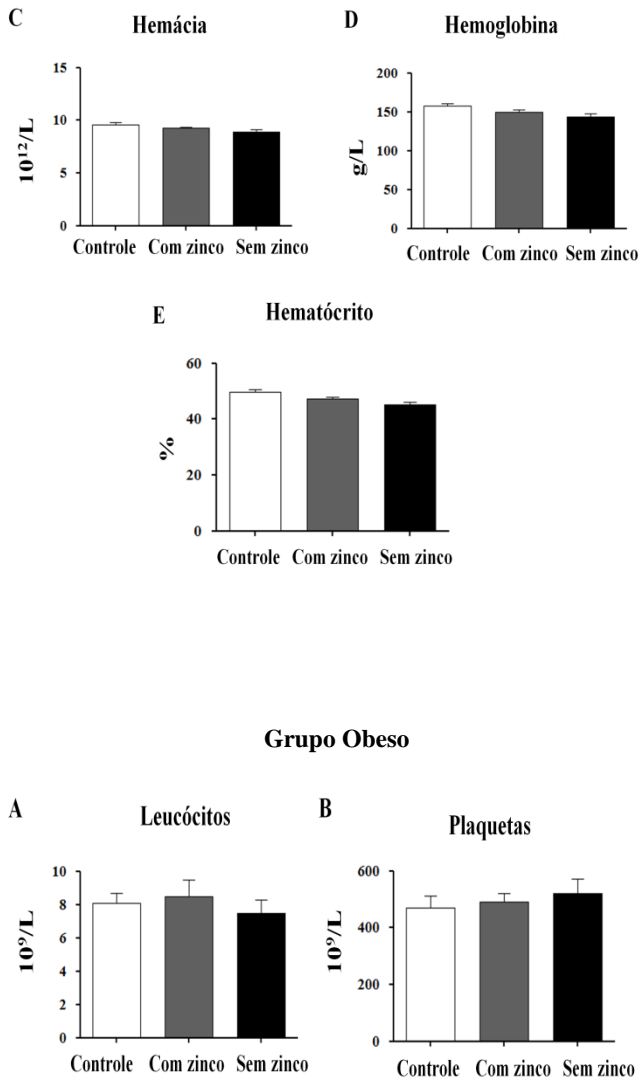 C
Hemácia
15
10
5
0
10¹²/L
Controle Com zinco Sem zinco
D
Hemoglobina
200
150
100
50
0
g/L
Controle Com zinco Sem zinco
E
Hematócrito
60
40
20
0
%
Controle Com zinco Sem zinco
Grupo Obeso
A
Leucócitos
10
8
6
4
2
0
10⁹/L
Controle Com zinco Sem zinco
B
Plaquetas
600
400
200
0
10⁹/L
Controle Com zinco Sem zinco